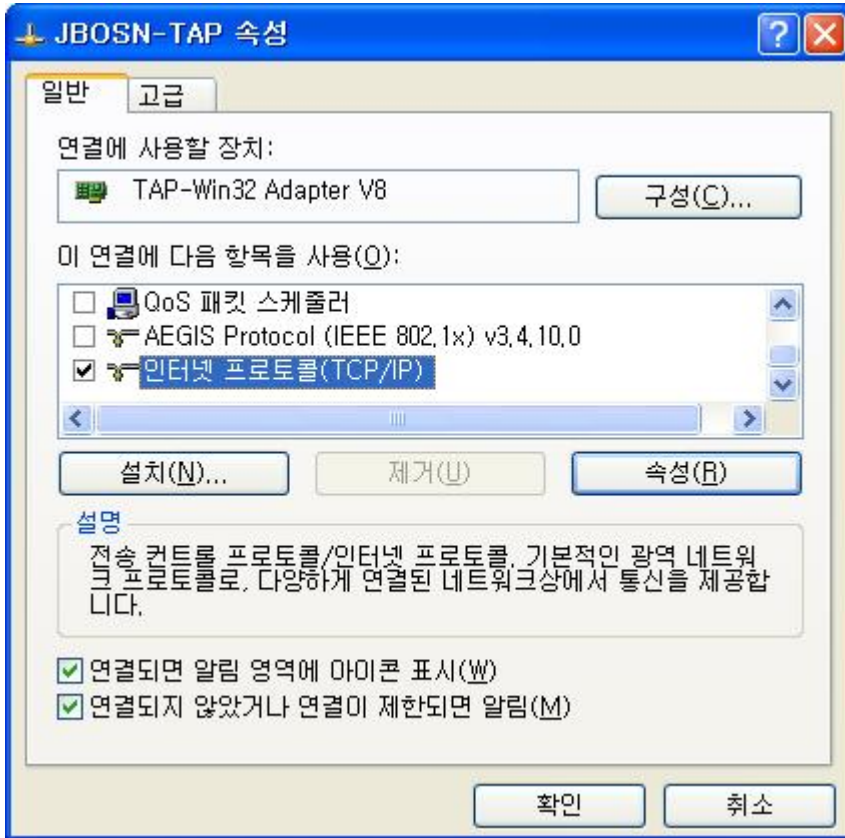 JBOSN-TAP 속성
일반 고급
연결에 사용할 장치:
TAP-Win32 Adapter V8 구성(C)...
이 연결에 다음 항목을 사용(O):
QoS 패킷 스케줄러
AEGIS Protocol (IEEE 802.1x) v3.4.10.0
인터넷 프로토콜(TCP/IP)
설치(N)... 제거(U) 속성(R)
설명
전송 컨트롤 프로토콜/인터넷 프로토콜. 기본적인 광역 네트워
크 프로토콜로, 다양하게 연결된 네트워크상에서 통신을 제공합
니다.
연결되면 알림 영역에 아이콘 표시(W)
연결되지 않았거나 연결이 제한되면 알림(M)
확인 취소